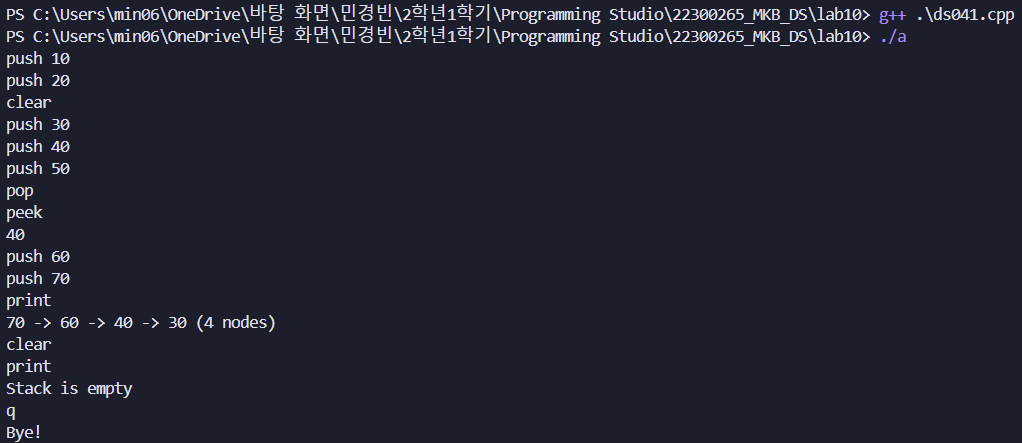 PS C:\Users\min06\OneDrive\바탕 화면\민경빈\2학년1학기\Programming Studio\22300265_MKB_DS\lab10> g++ .\ds041.cpp
PS C:\Users\min06\OneDrive\바탕 화면\민경빈\2학년1학기\Programming Studio\22300265_MKB_DS\lab10> ./a
push 10
push 20
clear
push 30
push 40
push 50
pop
peek
40
push 60
push 70
print
70 -> 60 -> 40 -> 30 (4 nodes)
clear
print
Stack is empty
q
Bye!